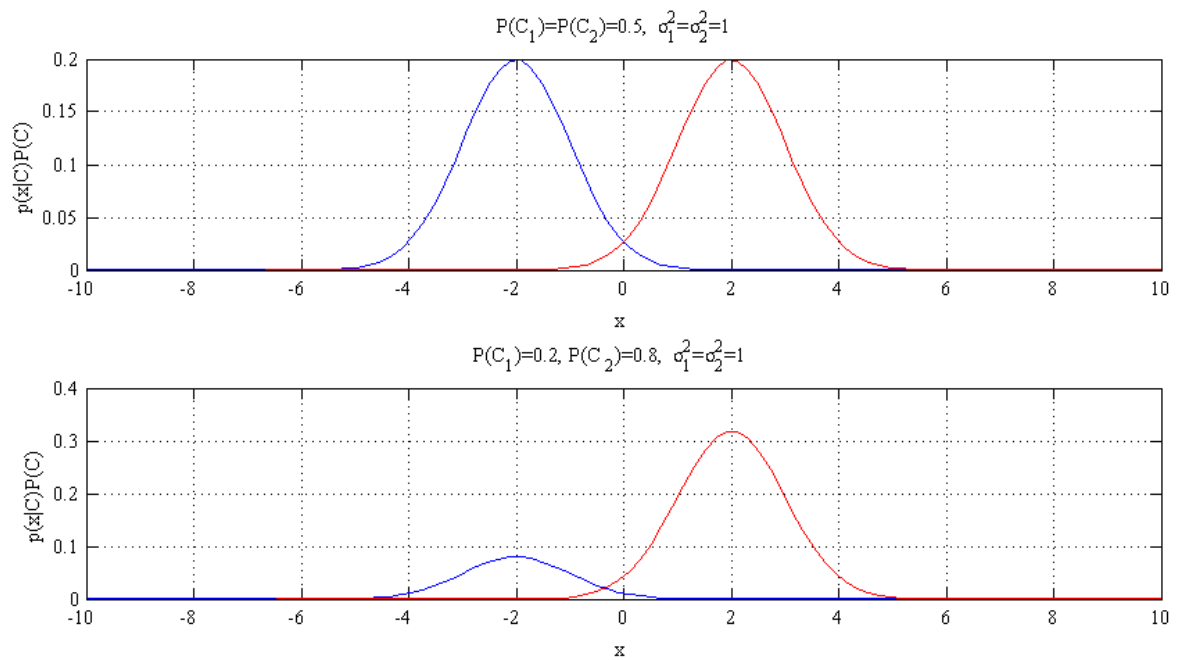 P(C₁)=P(C₂)=0.5, σ₁²=σ₂²=1
0.2
0.15
0.1
0.05
0
p(x|C)P(C)
-10 -8 -6 -4 -2 0 2 4 6 8 10
x
P(C₁)=0.2, P(C₂)=0.8, σ₁²=σ₂²=1
0.4
0.3
0.2
0.1
0
p(x|C)P(C)
-10 -8 -6 -4 -2 0 2 4 6 8 10
x